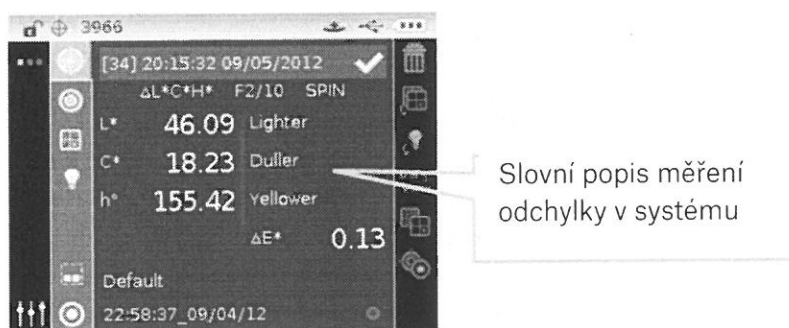 3966
[34] 20:15:32 09/05/2012
ΔL*C*H* F2/10 SPIN
L* 46.09 Lighter
C* 18.23 Duller
h° 155.42 Yellower
ΔE* 0.13
Default
22:58:37_09/04/12
Slovní popis měření
odchylky v systému